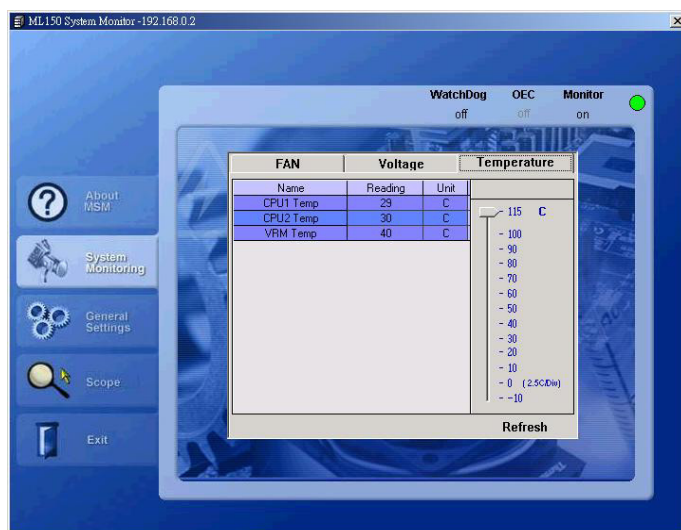 ML150 System Monitor -192.168.0.2
WatchDog OEC Monitor
off off on
FAN Voltage Temperature
Name Reading Unit
CPU1 Temp 29 C
CPU2 Temp 30 C
VRM Temp 40 C
115 C
- 100
- 90
- 80
- 70
- 60
- 50
- 40
- 30
- 20
- 10
- 0 (2.5C/Div)
- -10
Refresh
About
MSM
System
Monitoring
General
Settings
Scope
Exit